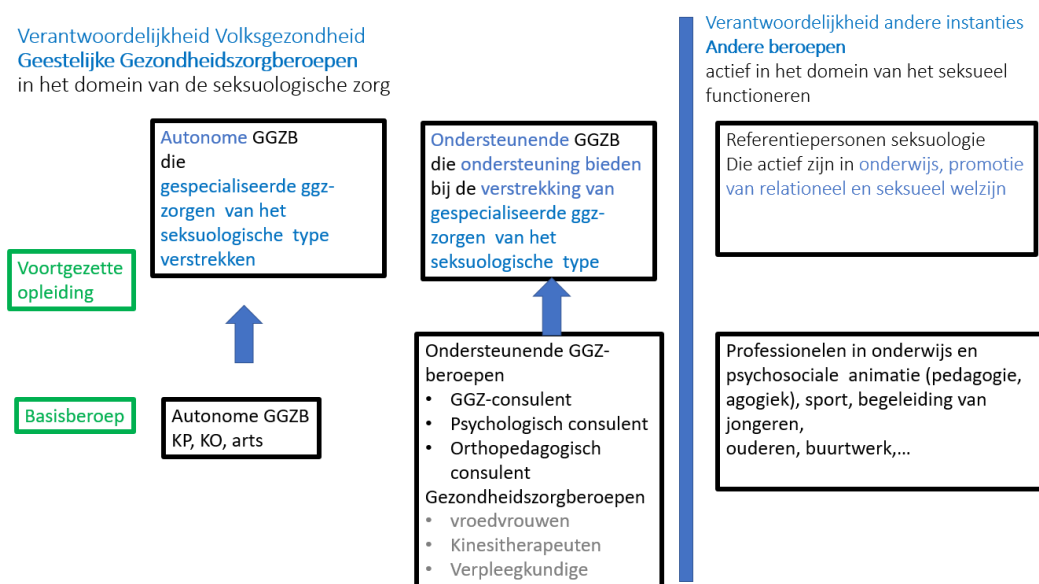 Verantwoordelijkheid Volksgezondheid
Geestelijke Gezondheidszorgberoepen
in het domein van de seksuologische zorg
Verantwoordelijkheid andere instanties
Andere beroepen
actief in het domein van het seksueel
functioneren
Voortgezette
opleiding
Autonome GGZB
die
gespecialiseerde ggz-
zorgen van het
seksuologische type
verstrekken
Ondersteunende GGZB
die ondersteuning bieden
bij de verstrekking van
gespecialiseerde ggz-
zorgen van het
seksuologische type
Referentiepersonen seksuologie
Die actief zijn in onderwijs, promotie
van relationeel en seksueel welzijn
Basisberoep
Autonome GGZB
KP, KO, arts
Ondersteunende GGZ-
beroepen
• GGZ-consulent
• Psychologisch consulent
• Orthopedagogisch
consulent
Gezondheidszorgberoepen
• vroedvrouwen
• Kinesitherapeuten
• Verpleegkundige
Professionelen in onderwijs en
psychosociale animatie (pedagogie,
agogiek), sport, begeleiding van
jongeren,
ouderen, buurtwerk,...